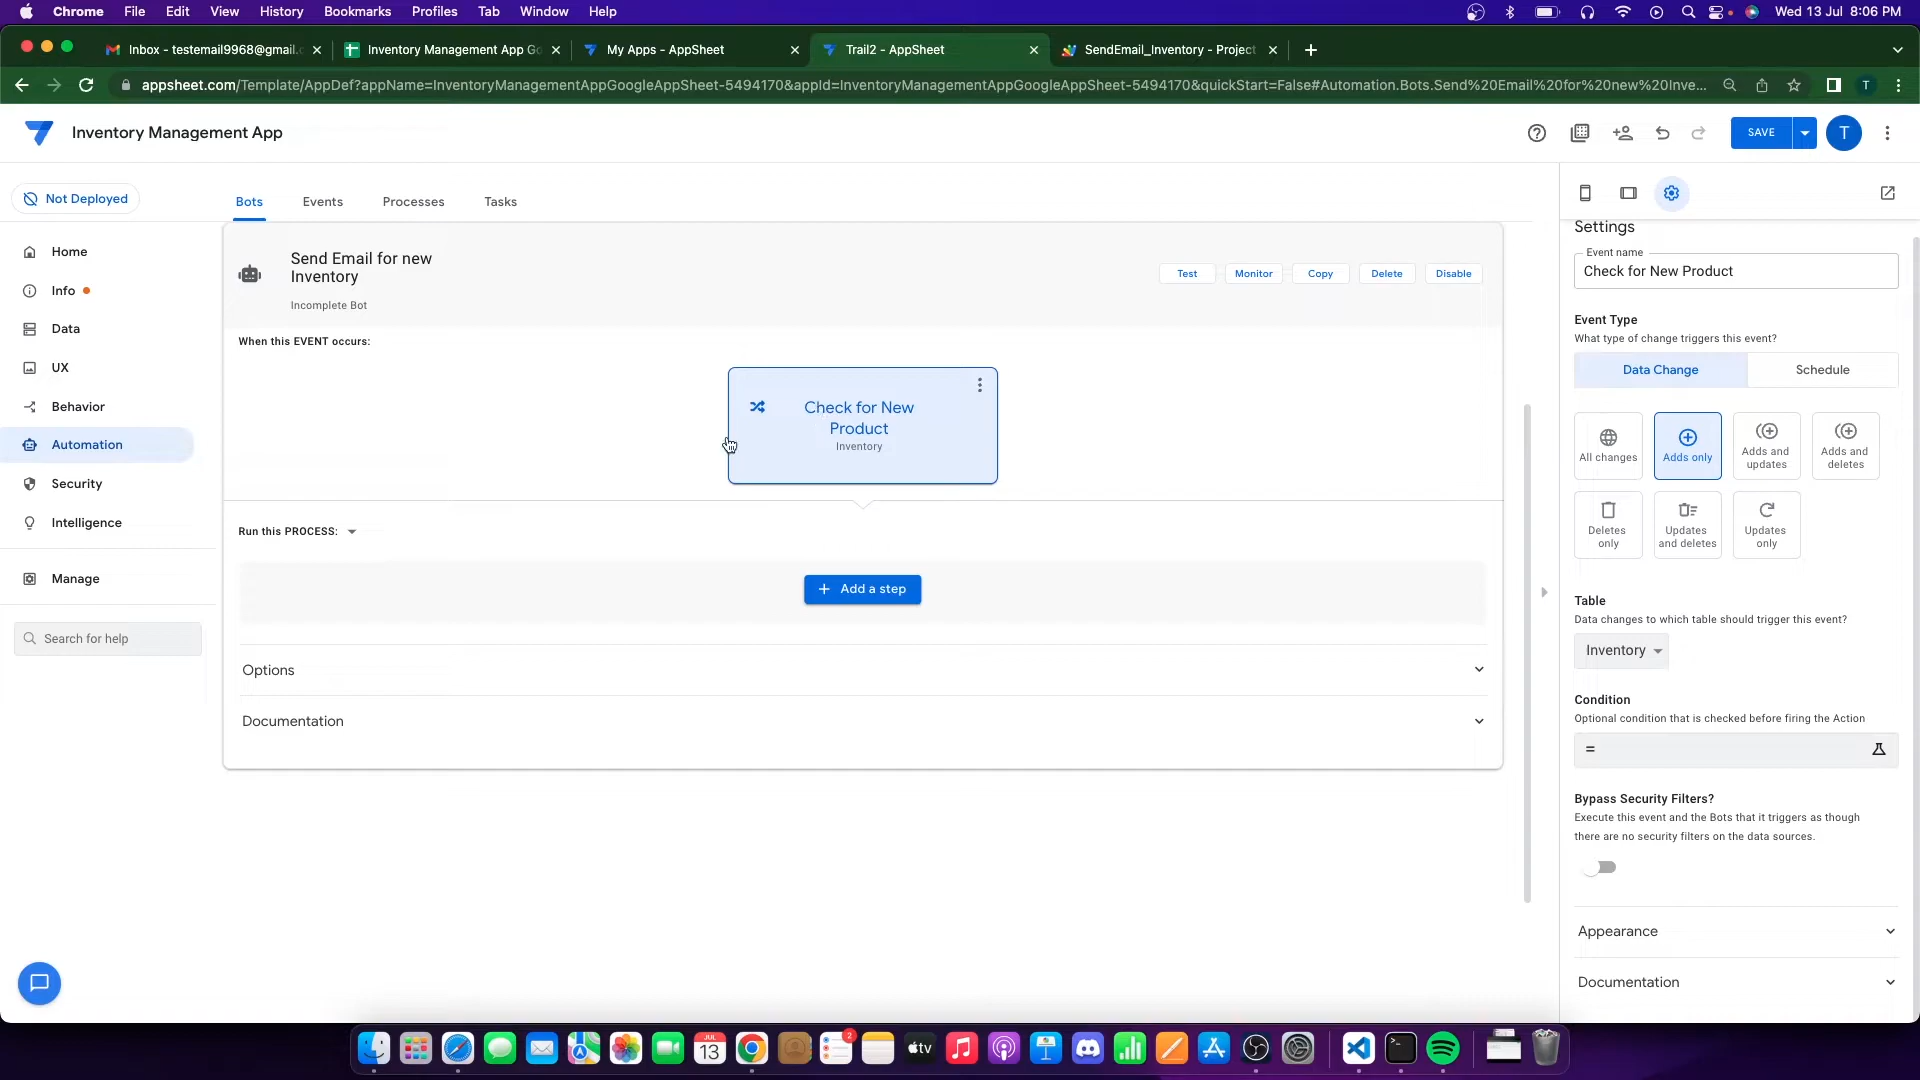 Chrome File Edit View History Bookmarks Profiles Tab Window Help Wed 13 Jul 8:06 PM
Inbox - testemail9968@gmail. Inventory Management App Go My Apps - AppSheet Trail2 - AppSheet SendEmail_Inventory - Project
appsheet.com/Template/AppDef?appName=InventoryManagementAppGoogleAppSheet-5494170&appId=InventoryManagementAppGoogleAppSheet-5494170&quickStart=False#Automation.Bots.Send%20Email%20for%20new%20Inve... T
Inventory Management App SAVE T
Not Deployed
Home
Info
Data
UX
Behavior
Automation
Security
Intelligence
Manage
Search for help
Bots Events Processes Tasks
Send Email for new
Inventory
Incomplete Bot
Test Monitor Copy Delete Disable
When this EVENT occurs:
Check for New
Product
Inventory
Run this PROCESS:
+ Add a step
Options
Documentation
Settings
Event name
Check for New Product
Event Type
What type of change triggers this event?
Data Change Schedule
All changes
Adds only
Adds and
updates
Adds and
deletes
Deletes
only
Updates
and deletes
Updates
only
Table
Data changes to which table should trigger this event?
Inventory
Condition
Optional condition that is checked before firing the Action
=
Bypass Security Filters?
Execute this event and the Bots that it triggers as though
there are no security filters on the data sources.
Appearance
Documentation
JUL
13
2
tv